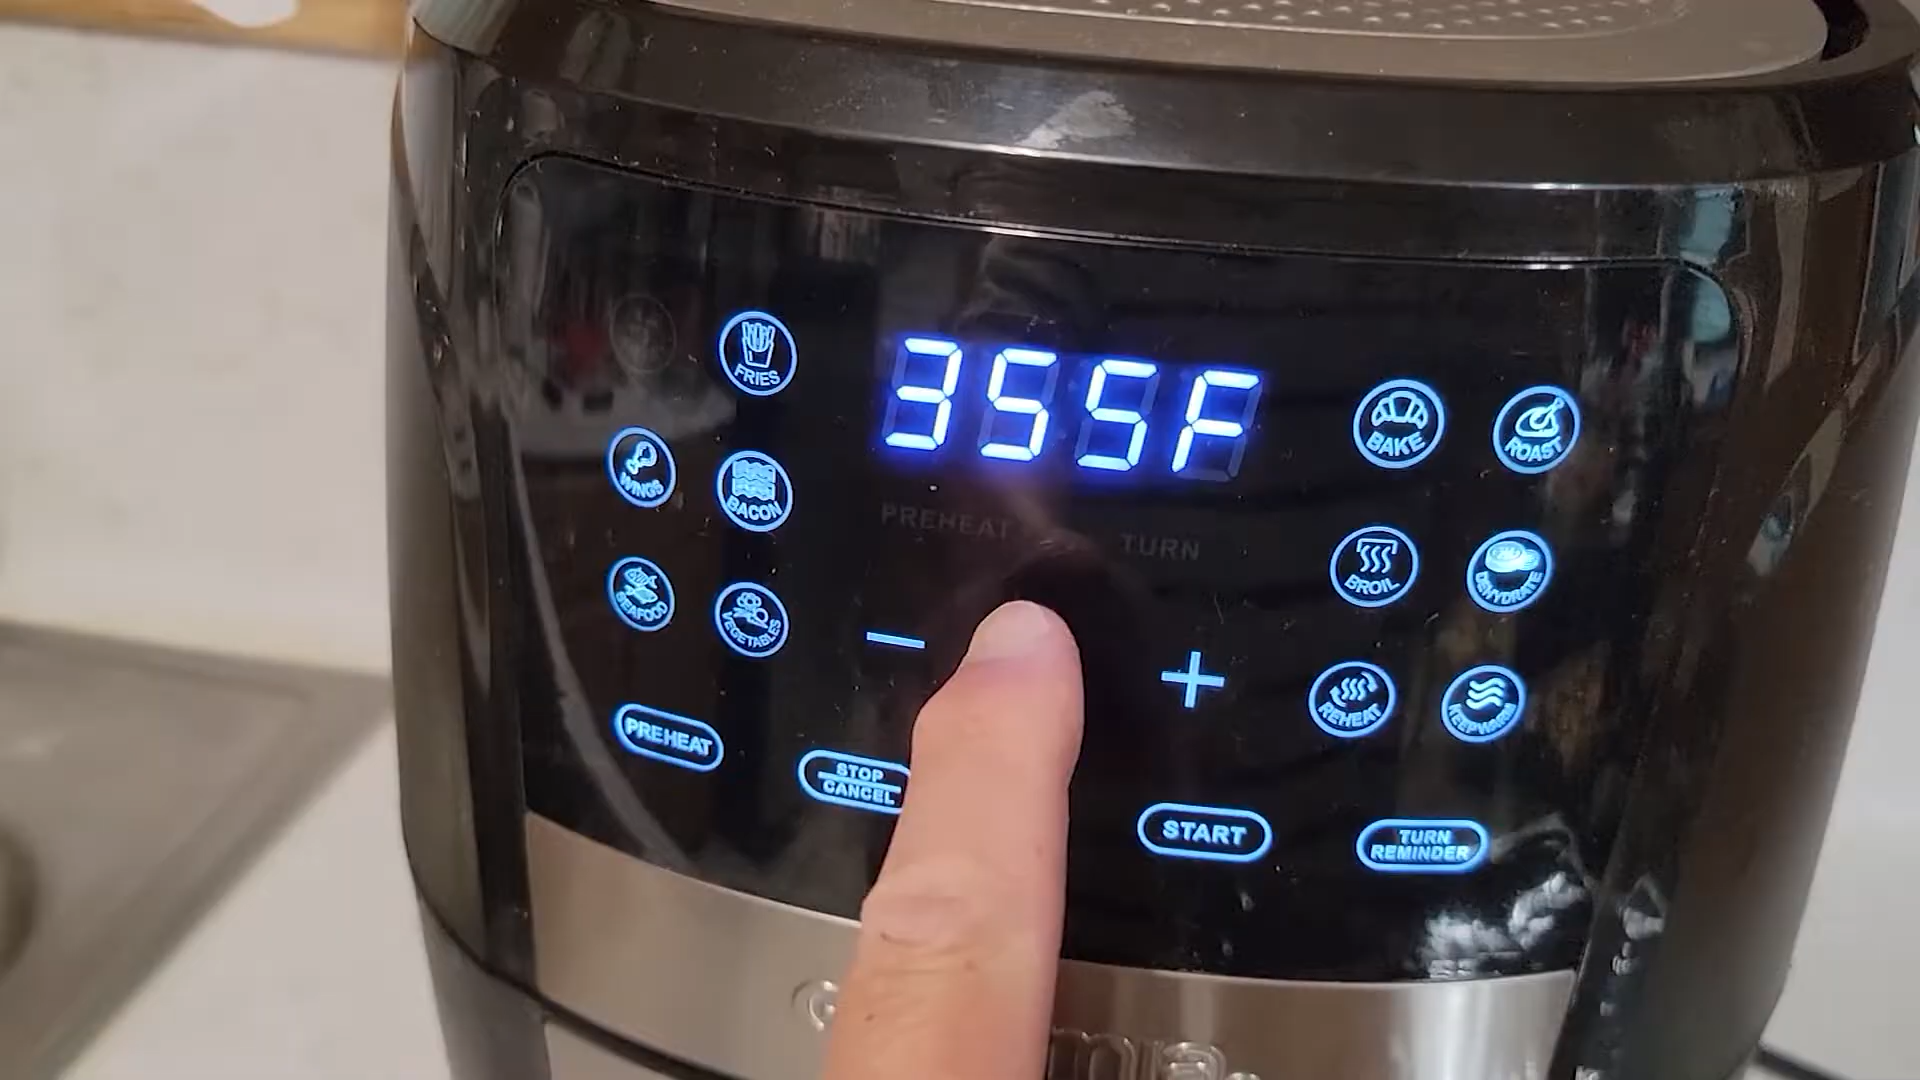 355F
FRIES
BAKE
ROAST
WINGS
BACON
PREHEAT
TURN
BROIL
DEHYDRATE
SEAFOOD
VEGETABLES
−
+
REHEAT
KEEPWARM
PREHEAT
STOP
CANCEL
START
TURN
REMINDER